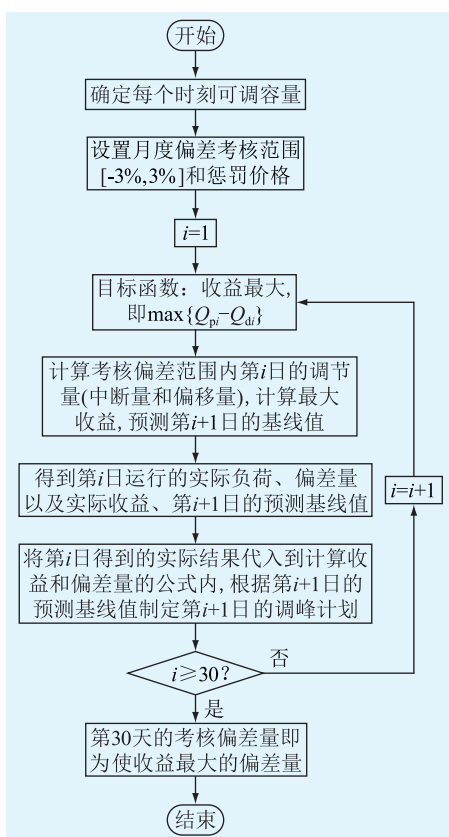 开始
确定每个时刻可调容量
设置月度偏差考核范围
[-3%,3%]和惩罚价格
i=1
目标函数：收益最大,
即max{Qpi-Qdi}
计算考核偏差范围内第i日的调节
量(中断量和偏移量),计算最大
收益,预测第i+1日的基线值
得到第i日运行的实际负荷、偏差量
以及实际收益、第i+1日的预测基线值
i=i+1
将第i日得到的实际结果代入到计算收
益和偏差量的公式内,根据第i+1日的
预测基线值制定第i+1日的调峰计划
i≥30?
否
是
第30天的考核偏差量即
为使收益最大的偏差量
结束